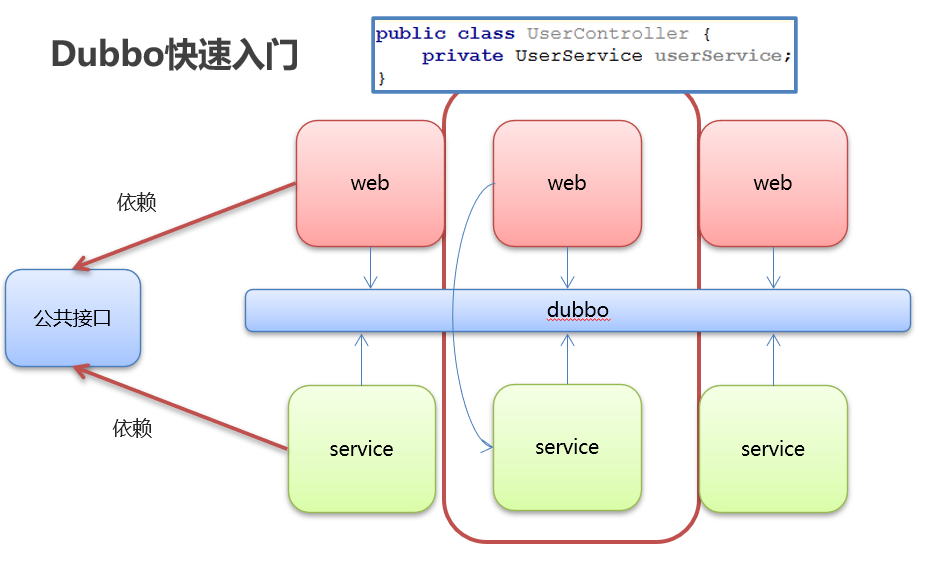 Dubbo快速入门
public class UserController {
    private UserService userService;
}
web
web
web
依赖
公共接口
dubbo
依赖
service
service
service